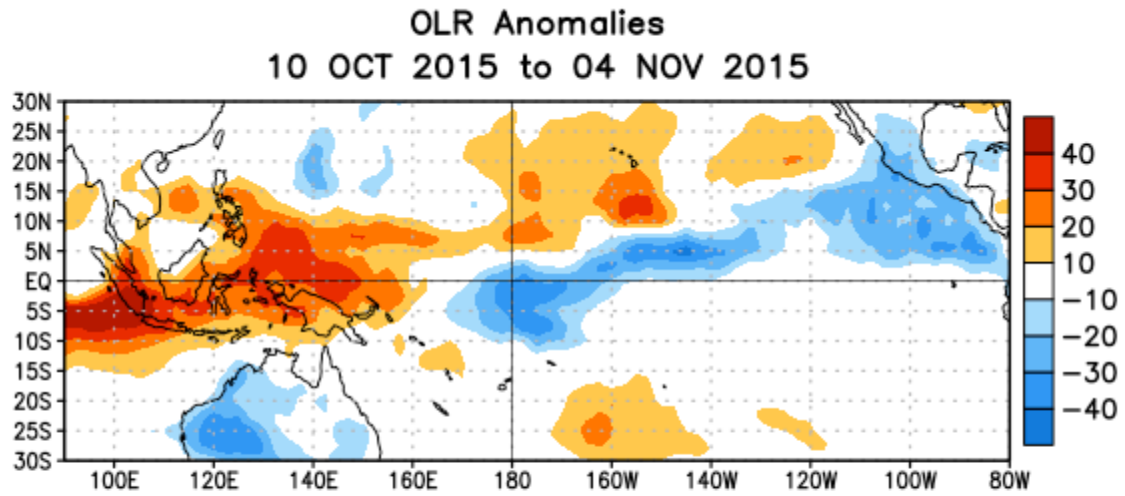 OLR Anomalies
10 OCT 2015 to 04 NOV 2015
30N
25N
20N
15N
10N
5N
EQ
5S
10S
15S
20S
25S
30S
100E 120E 140E 160E 180 160W 140W 120W 100W 80W
40
30
20
10
−10
−20
−30
−40